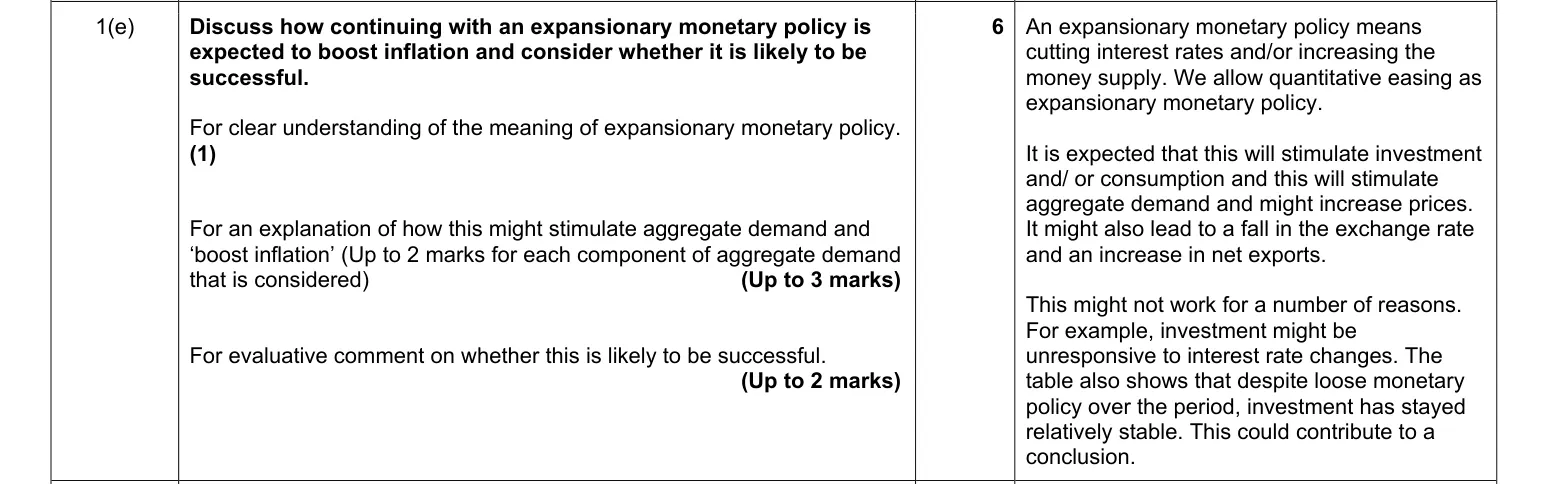 1(e)
Discuss how continuing with an expansionary monetary policy is
expected to boost inflation and consider whether it is likely to be
successful.
For clear understanding of the meaning of expansionary monetary policy.
(1)
For an explanation of how this might stimulate aggregate demand and
‘boost inflation’ (Up to 2 marks for each component of aggregate demand
that is considered) (Up to 3 marks)
For evaluative comment on whether this is likely to be successful.
(Up to 2 marks)
6
An expansionary monetary policy means
cutting interest rates and/or increasing the
money supply. We allow quantitative easing as
expansionary monetary policy.
It is expected that this will stimulate investment
and/ or consumption and this will stimulate
aggregate demand and might increase prices.
It might also lead to a fall in the exchange rate
and an increase in net exports.
This might not work for a number of reasons.
For example, investment might be
unresponsive to interest rate changes. The
table also shows that despite loose monetary
policy over the period, investment has stayed
relatively stable. This could contribute to a
conclusion.